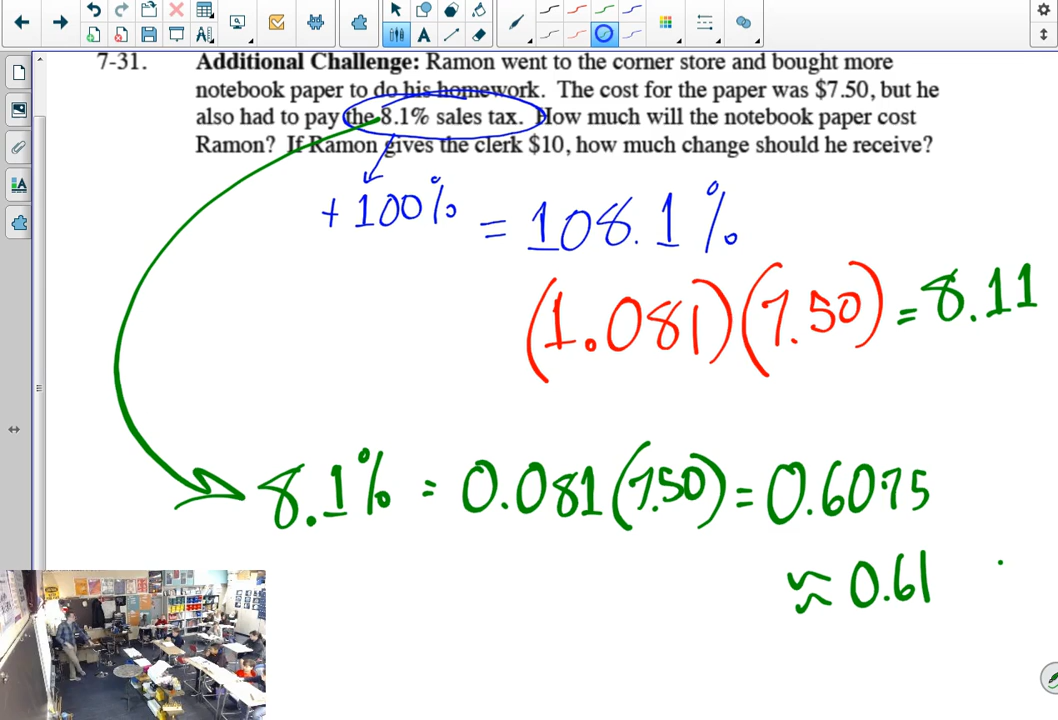 7-31. Additional Challenge: Ramon went to the corner store and bought more
notebook paper to do his homework. The cost for the paper was $7.50, but he
also had to pay the 8.1% sales tax. How much will the notebook paper cost
Ramon? If Ramon gives the clerk $10, how much change should he receive?
+ 100% = 108.1%
(1.081)(7.50) = 8.11
8.1% = 0.081(7.50) = 0.6075
≈ 0.61